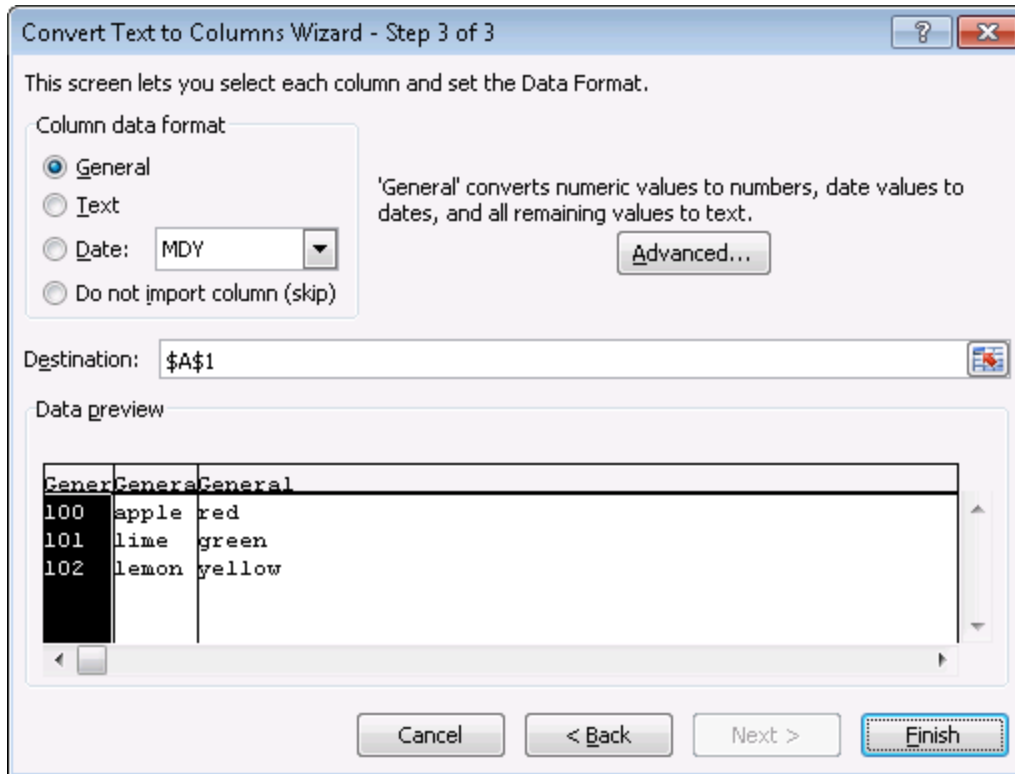 Convert Text to Columns Wizard - Step 3 of 3
This screen lets you select each column and set the Data Format.
Column data format
General
Text
Date: MDY
Do not import column (skip)
'General' converts numeric values to numbers, date values to
dates, and all remaining values to text.
Advanced...
Destination: $A$1
Data preview
Gener Genera General
100 apple red
101 lime green
102 lemon yellow
Cancel < Back Next > Finish